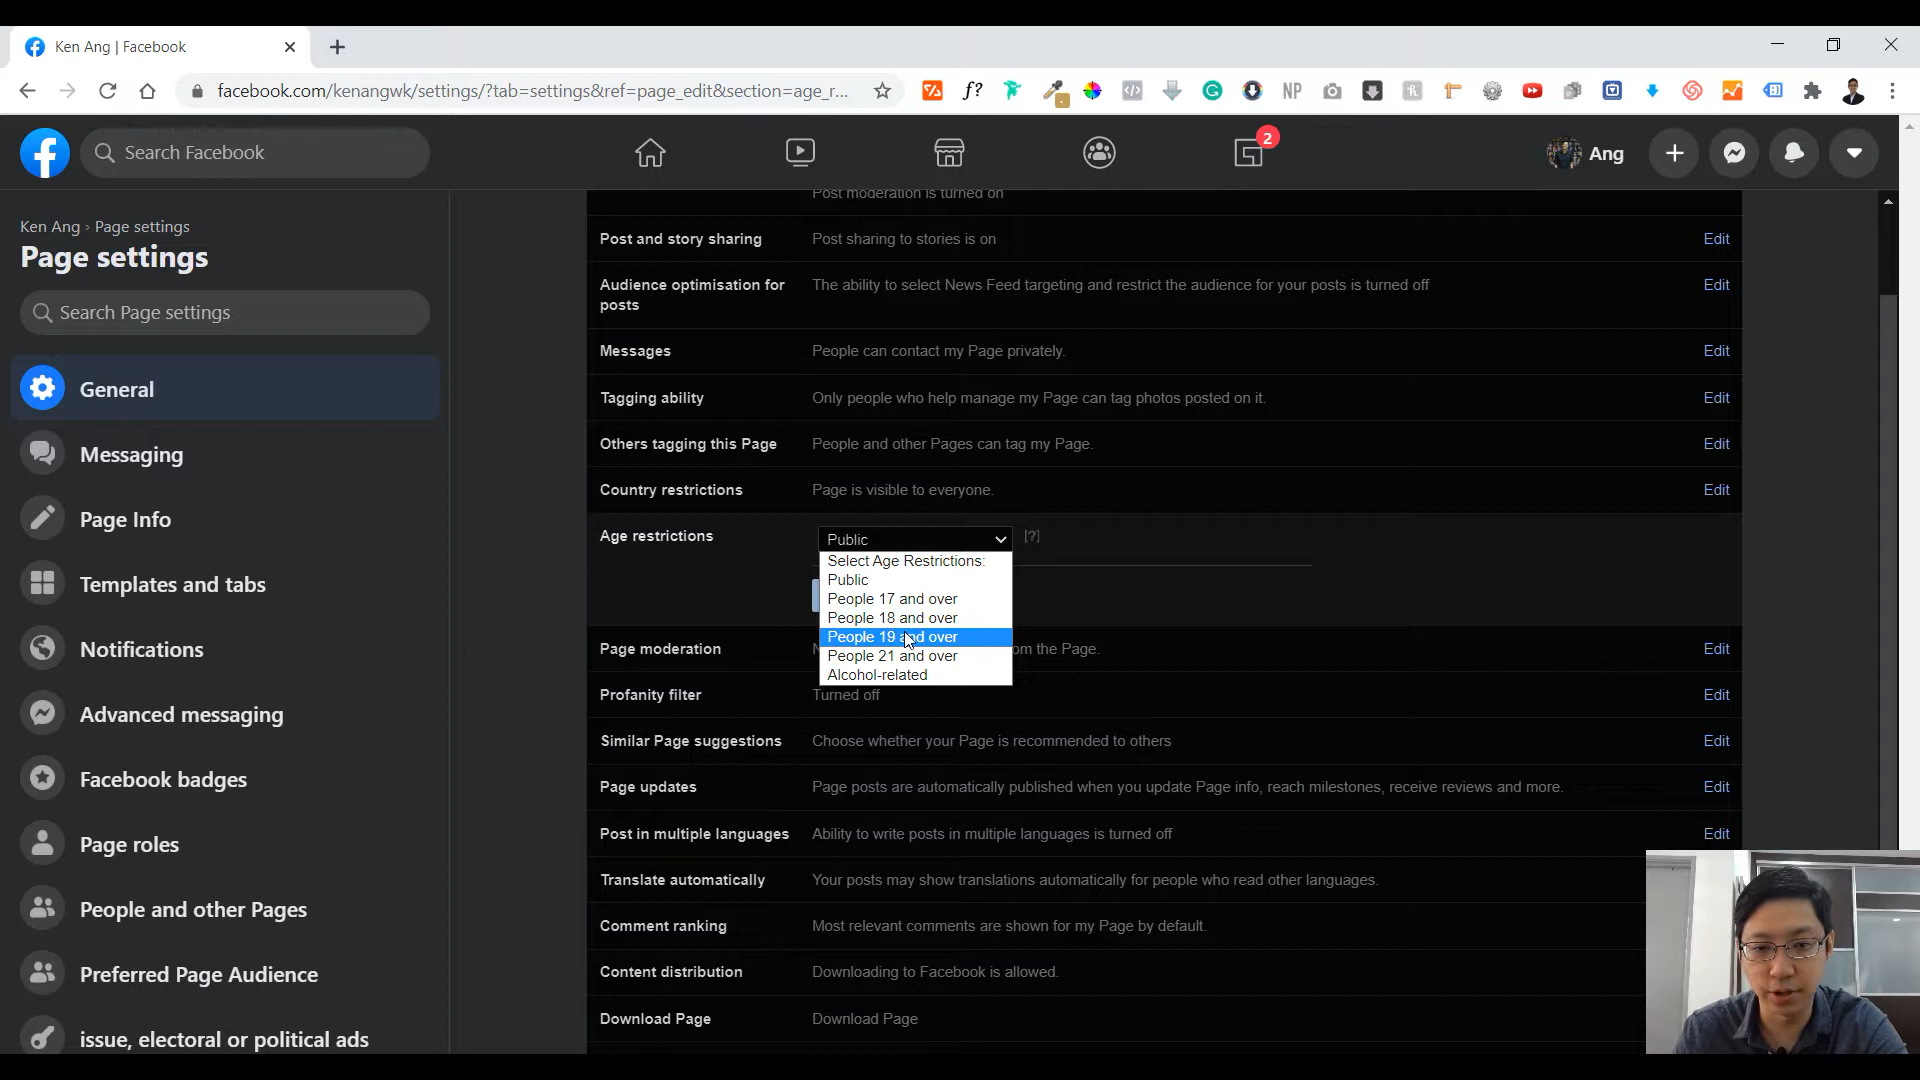 Ken Ang | Facebook
facebook.com/kenangwk/settings/?tab=settings&ref=page_edit&section=age_r...
f?
NP
Search Facebook
2
Ang
Ken Ang › Page settings
Page settings
Search Page settings
General
Messaging
Page Info
Templates and tabs
Notifications
Advanced messaging
Facebook badges
Page roles
People and other Pages
Preferred Page Audience
issue, electoral or political ads
Post moderation is turned on
Post and story sharing Post sharing to stories is on Edit
Audience optimisation for posts The ability to select News Feed targeting and restrict the audience for your posts is turned off Edit
Messages People can contact my Page privately. Edit
Tagging ability Only people who help manage my Page can tag photos posted on it. Edit
Others tagging this Page People and other Pages can tag my Page. Edit
Country restrictions Page is visible to everyone. Edit
Age restrictions Public [?]
Select Age Restrictions:
Public
People 17 and over
People 18 and over
People 19 and over
People 21 and over
Alcohol-related
Page moderation the Page. Edit
Profanity filter Turned off Edit
Similar Page suggestions Choose whether your Page is recommended to others Edit
Page updates Page posts are automatically published when you update Page info, reach milestones, receive reviews and more. Edit
Post in multiple languages Ability to write posts in multiple languages is turned off Edit
Translate automatically Your posts may show translations automatically for people who read other languages.
Comment ranking Most relevant comments are shown for my Page by default.
Content distribution Downloading to Facebook is allowed.
Download Page Download Page